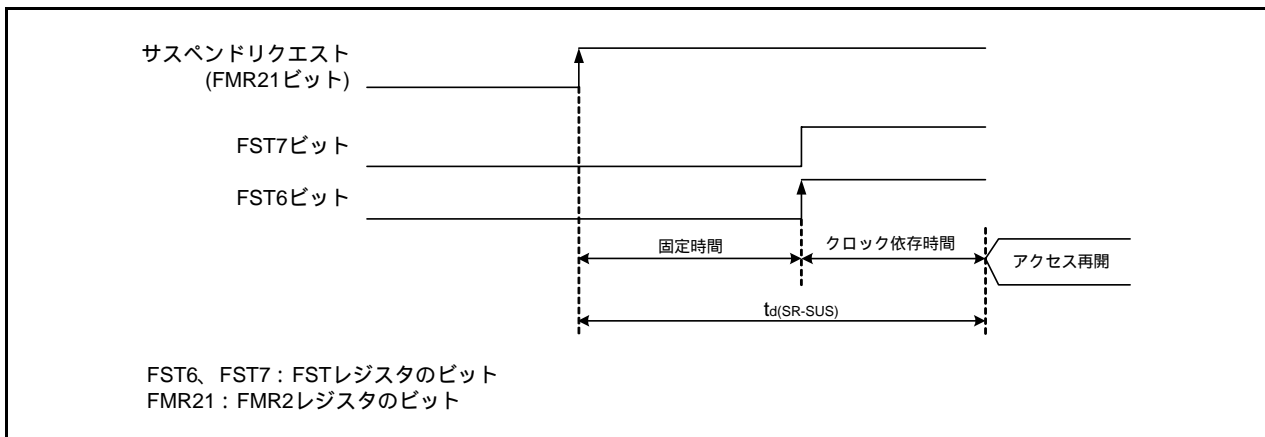 サスペンドリクエスト
(FMR21ビット)
FST7ビット
FST6ビット
固定時間
クロック依存時間
アクセス再開
td(SR-SUS)
FST6、FST7：FSTレジスタのビット
FMR21：FMR2レジスタのビット